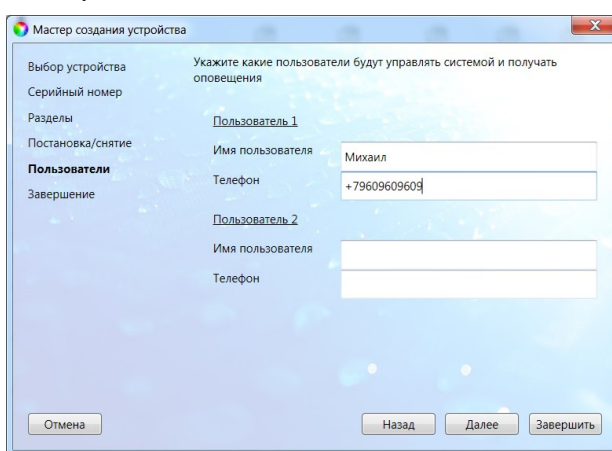 Мастер создания устройства
Выбор устройства
Серийный номер
Разделы
Постановка/снятие
Пользователи
Завершение
Укажите какие пользователи будут управлять системой и получать
оповещения
Пользователь 1
Имя пользователя
Михаил
Телефон
+79609609609
Пользователь 2
Имя пользователя
Телефон
Отмена
Назад
Далее
Завершить